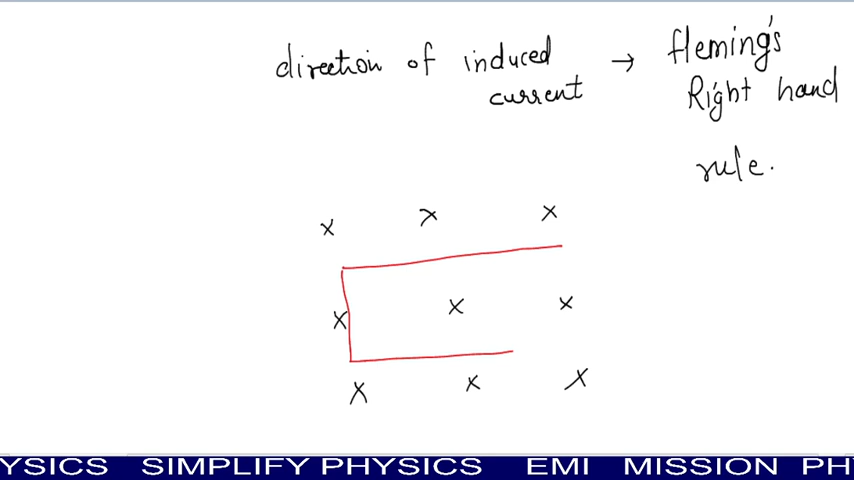 direction of induced → fleming's
current Right hand
rule.
x x x
x x x
x x x
YSICS SIMPLIFY PHYSICS EMI MISSION PH